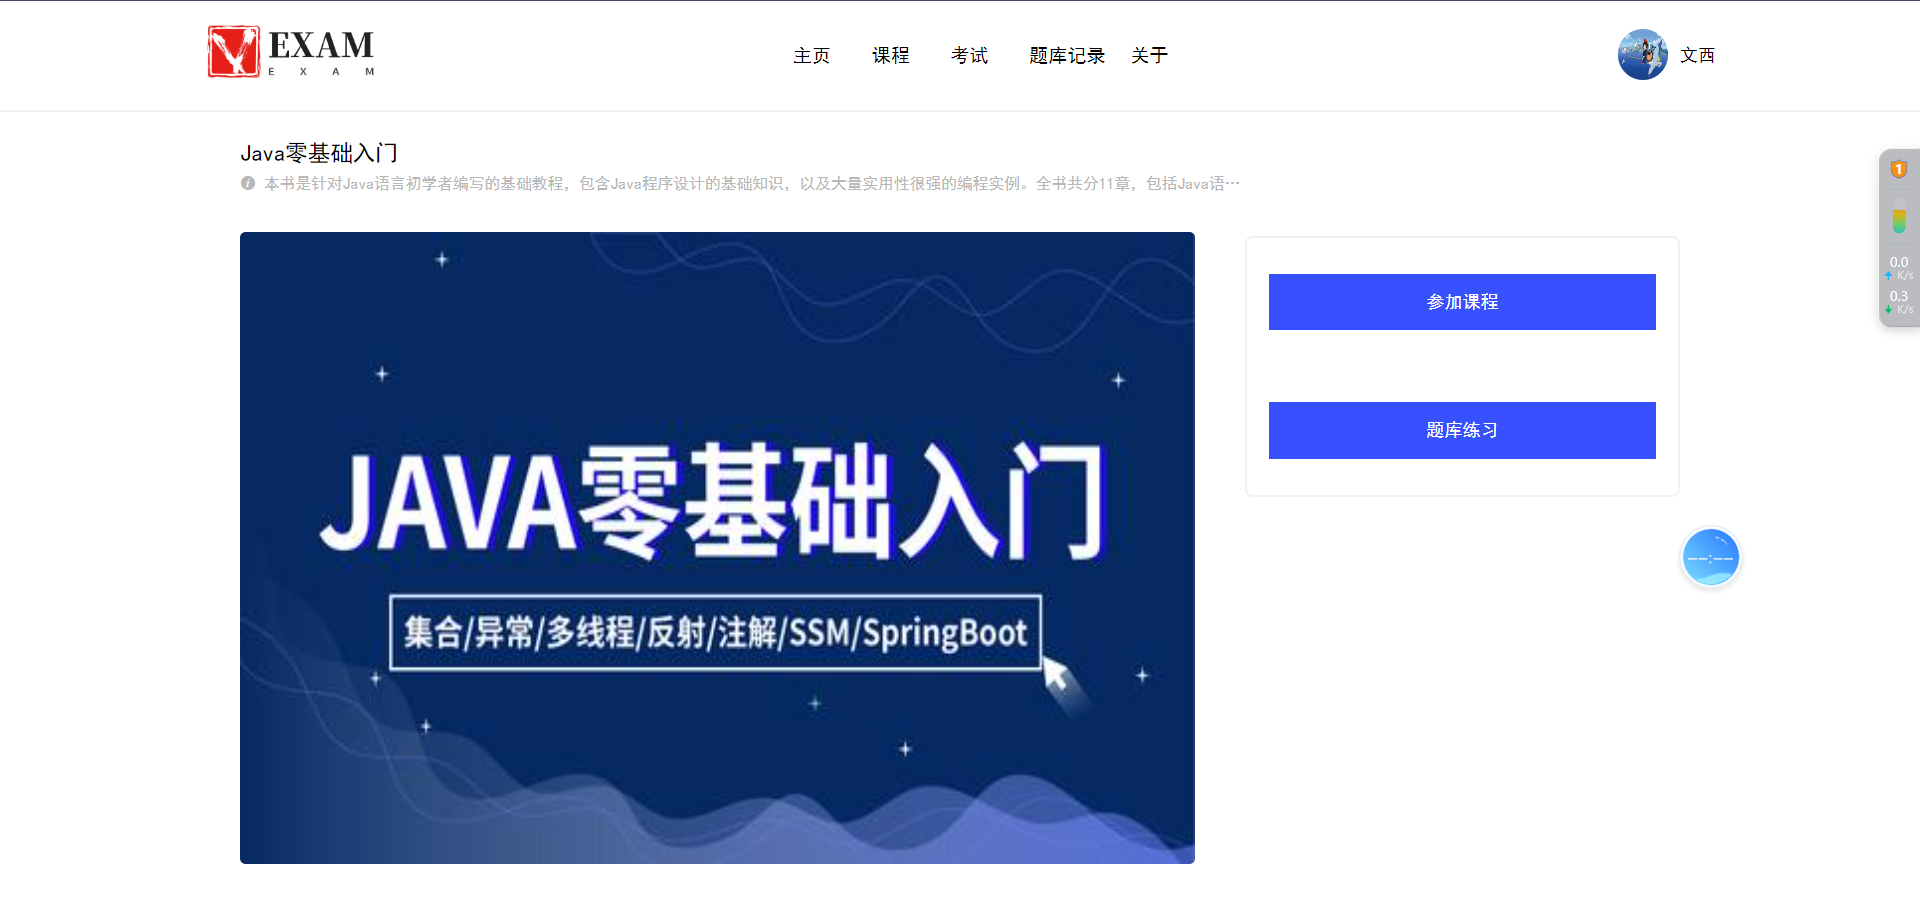 EXAM
E X A M
主页
课程
考试
题库记录
关于
文西
Java零基础入门
本书是针对Java语言初学者编写的基础教程，包含Java程序设计的基础知识，以及大量实用性很强的编程实例。全书共分11章，包括Java语…
JAVA零基础入门
集合/异常/多线程/反射/注解/SSM/SpringBoot
参加课程
题库练习
1
0.0
K/s
0.3
K/s
--:--